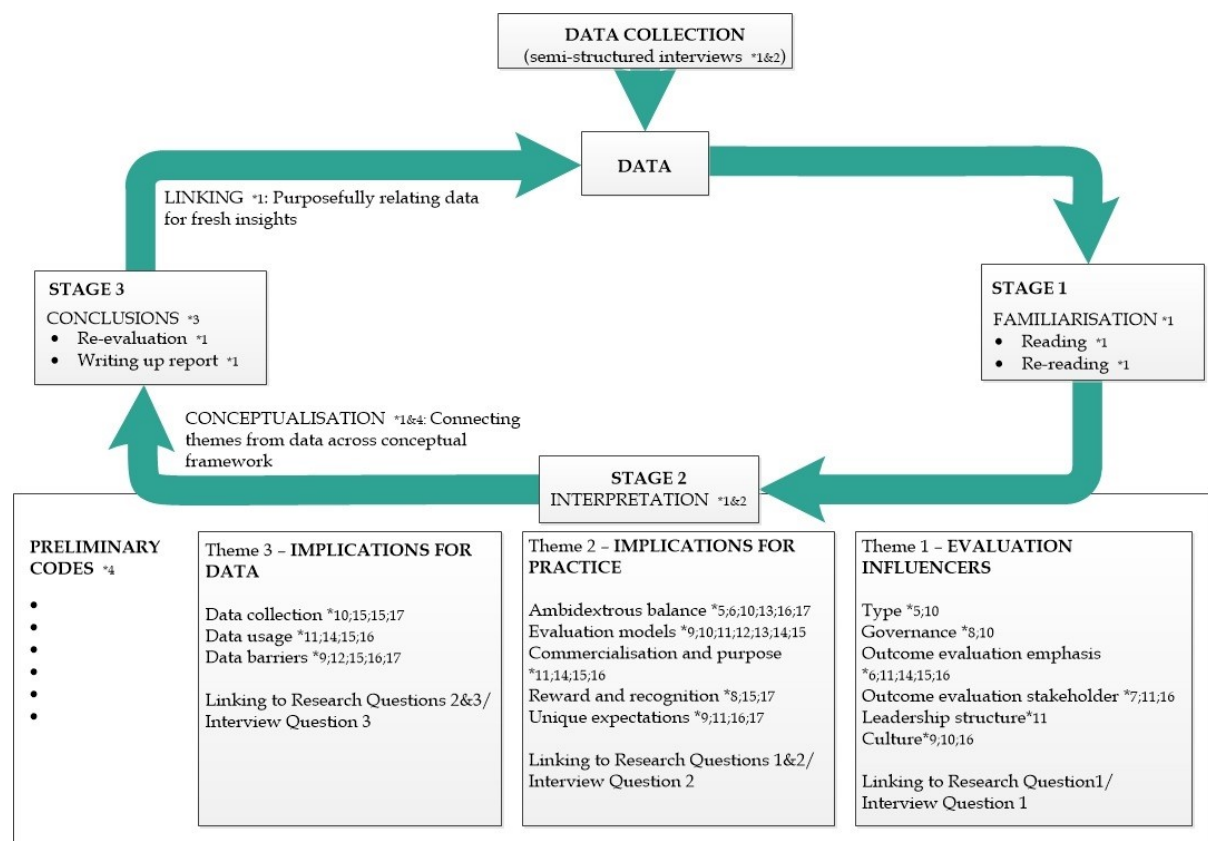 DATA COLLECTION
(semi-structured interviews *1&2)
DATA
LINKING *1: Purposefully relating data
for fresh insights
STAGE 3
CONCLUSIONS *3
• Re-evaluation *1
• Writing up report *1
STAGE 1
FAMILIARISATION *1
• Reading *1
• Re-reading *1
CONCEPTUALISATION *1&4: Connecting
themes from data across conceptual
framework
STAGE 2
INTERPRETATION *1&2
PRELIMINARY
CODES *4
•
•
•
•
•
•
Theme 3 – IMPLICATIONS FOR
DATA
Data collection *10;15;15;17
Data usage *11;14;15;16
Data barriers *9;12;15;16;17
Linking to Research Questions 2&3/
Interview Question 3
Theme 2 – IMPLICATIONS FOR
PRACTICE
Ambidextrous balance *5;6;10;13;16;17
Evaluation models *9;10;11;12;13;14;15
Commercialisation and purpose
*11;14;15;16
Reward and recognition *8;15;17
Unique expectations *9;11;16;17
Linking to Research Questions 1&2/
Interview Question 2
Theme 1 – EVALUATION
INFLUENCERS
Type *5;10
Governance *8;10
Outcome evaluation emphasis
*6;11;14;15;16
Outcome evaluation stakeholder *7;11;16
Leadership structure*11
Culture*9;10;16
Linking to Research Question1/
Interview Question 1